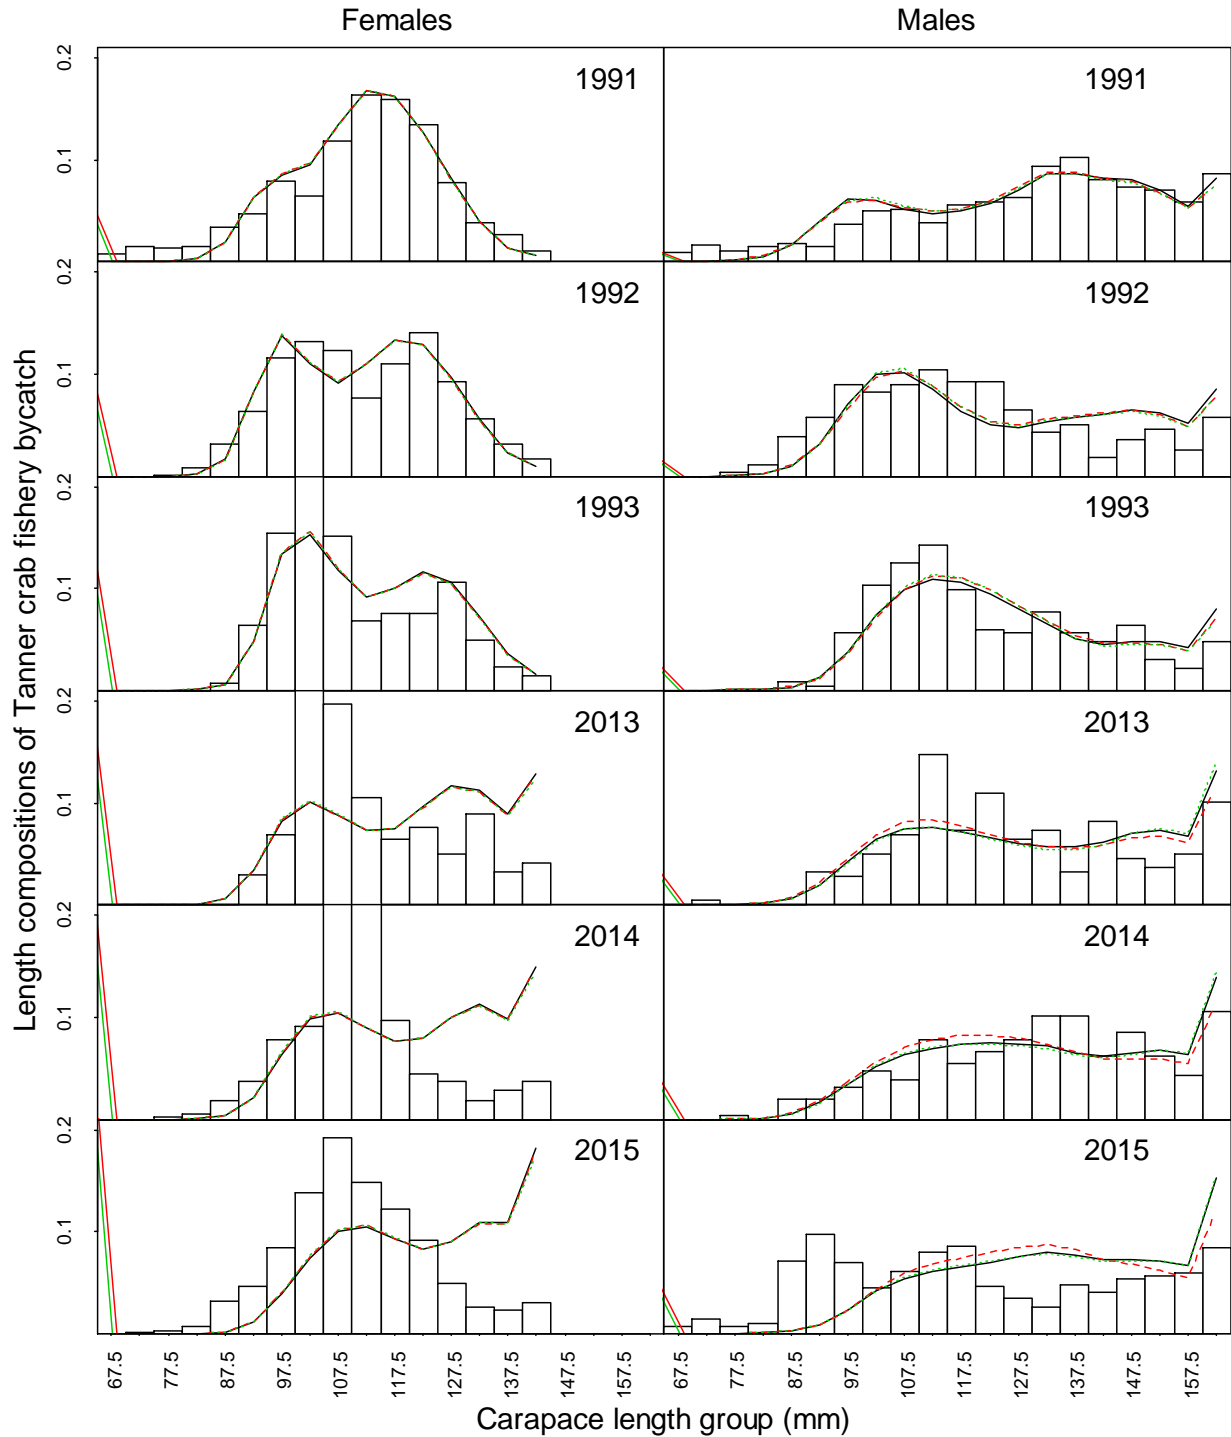 Females Males
0.2 1991 1991
0.1
0.2 1992 1992
0.1
0.2 1993 1993
0.1
0.2 2013 2013
0.1
0.2 2014 2014
0.1
0.2 2015 2015
0.1
Length compositions of Tanner crab fishery bycatch
67.5 77.5 87.5 97.5 107.5 117.5 127.5 137.5 147.5 157.5 67.5 77.5 87.5 97.5 107.5 117.5 127.5 137.5 147.5 157.5
Carapace length group (mm)